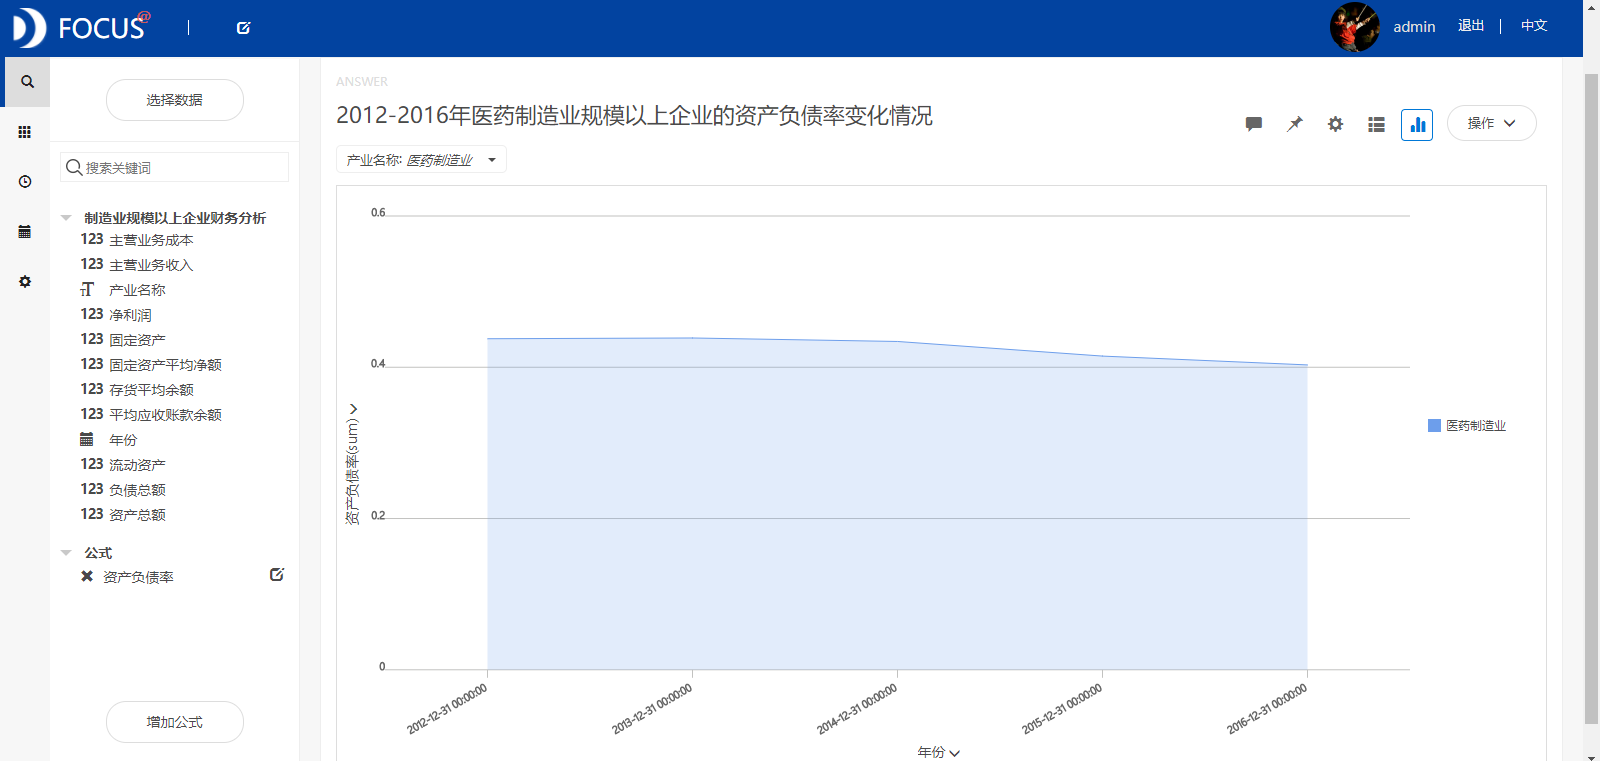 FOCUS@
admin
退出
中文
选择数据
搜索关键词
制造业规模以上企业财务分析
123 主营业务成本
123 主营业务收入
产业名称
123 净利润
123 固定资产
123 固定资产平均净额
123 存货平均余额
123 平均应收账款余额
年份
123 流动资产
123 负债总额
123 资产总额
公式
资产负债率
增加公式
ANSWER
2012-2016年医药制造业规模以上企业的资产负债率变化情况
操作
产业名称: 医药制造业
0.6
0.4
0.2
0
资产负债率(sum)
医药制造业
2012-12-31 00:00:00
2013-12-31 00:00:00
2014-12-31 00:00:00
2015-12-31 00:00:00
2016-12-31 00:00:00
年份